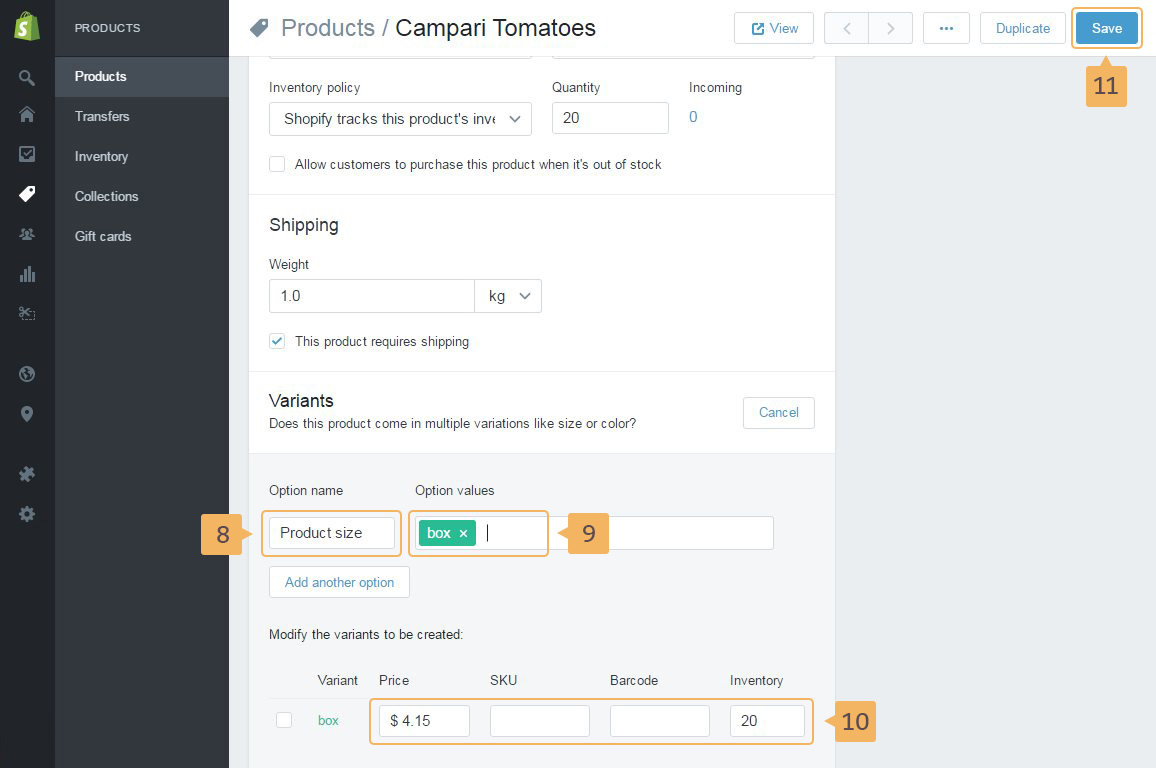 PRODUCTS
Products
Transfers
Inventory
Collections
Gift cards
Products / Campari Tomatoes
View
Duplicate
Save
11
Inventory policy
Quantity
Incoming
Shopify tracks this product's inve
20
0
Allow customers to purchase this product when it's out of stock
Shipping
Weight
1.0
kg
This product requires shipping
Variants
Does this product come in multiple variations like size or color?
Cancel
Option name
Option values
8
Product size
box ×
9
Add another option
Modify the variants to be created:
Variant
Price
SKU
Barcode
Inventory
box
$ 4.15
20
10